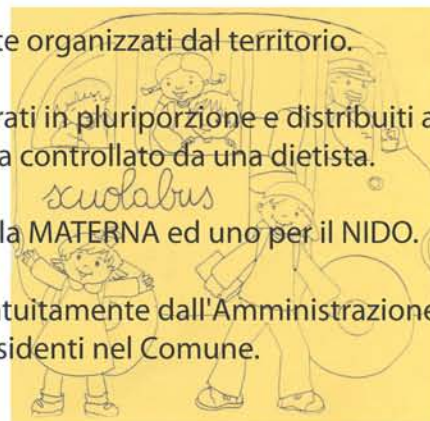 te organizzati dal territorio.
rati in pluriporzione e distribuiti a
a controllato da una dietista.
scuolabus
la MATERNA ed uno per il NIDO.
tuitamente dall'Amministrazione
sidenti nel Comune.